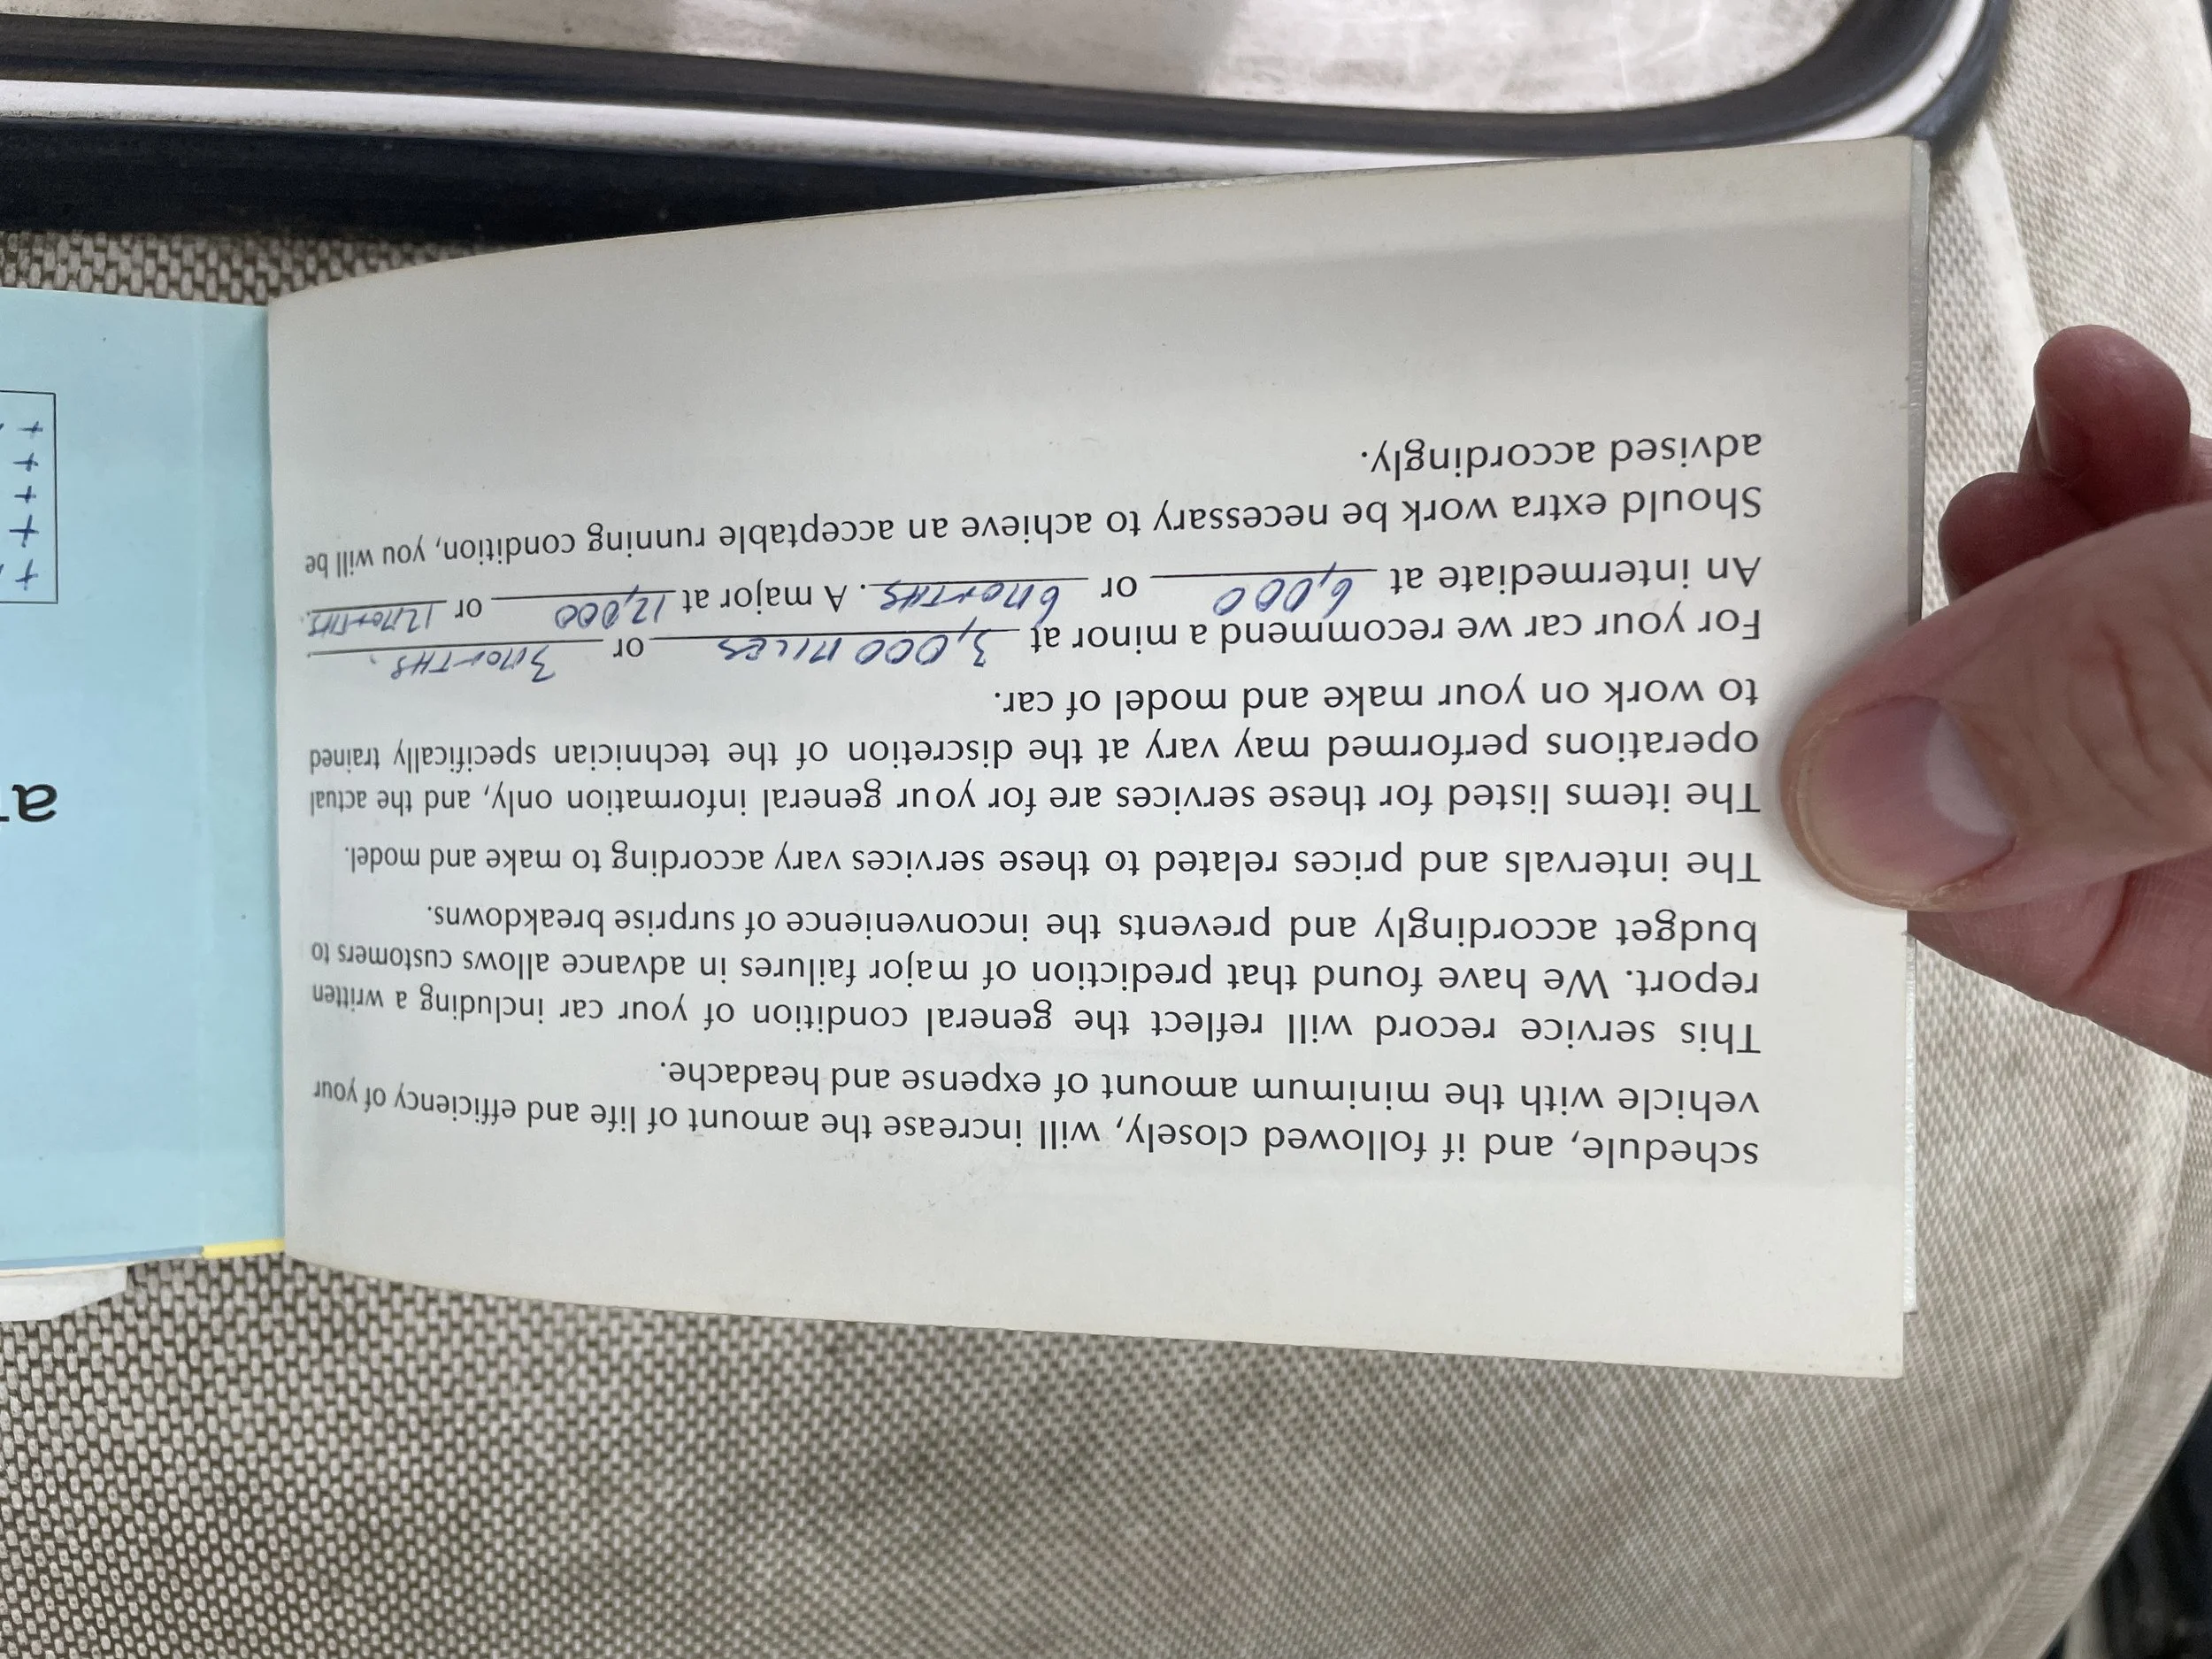 schedule, and if followed closely, will increase the amount of life and efficiency of your
vehicle with the minimum amount of expense and headache.
This service record will reflect the general condition of your car including a written
report. We have found that prediction of major failures in advance allows customers to
budget accordingly and prevents the inconvenience of surprise breakdowns.
The intervals and prices related to these services vary according to make and model.
The items listed for these services are for your general information only, and the actual
operations performed may vary at the discretion of the technician specifically trained
to work on your make and model of car.
For your car we recommend a minor at 3,000 MILES or 3 MONTHS.
An intermediate at 6,000 or 6 MONTHS. A major at 12,000 or 12 MONTHS.
Should extra work be necessary to achieve an acceptable running condition, you will be
advised accordingly.